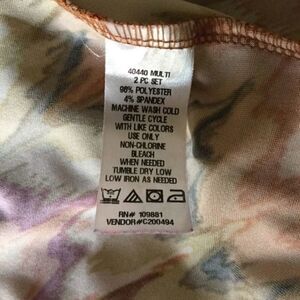 40440 MULTI
2 PC SET
96% POLYESTER
4% SPANDEX
MACHINE WASH COLD
GENTLE CYCLE
WITH LIKE COLORS
USE ONLY
NON-CHLORINE
BLEACH
WHEN NEEDED
TUMBLE DRY LOW
LOW IRON AS NEEDED
RN# 109881
VENDOR#C200494